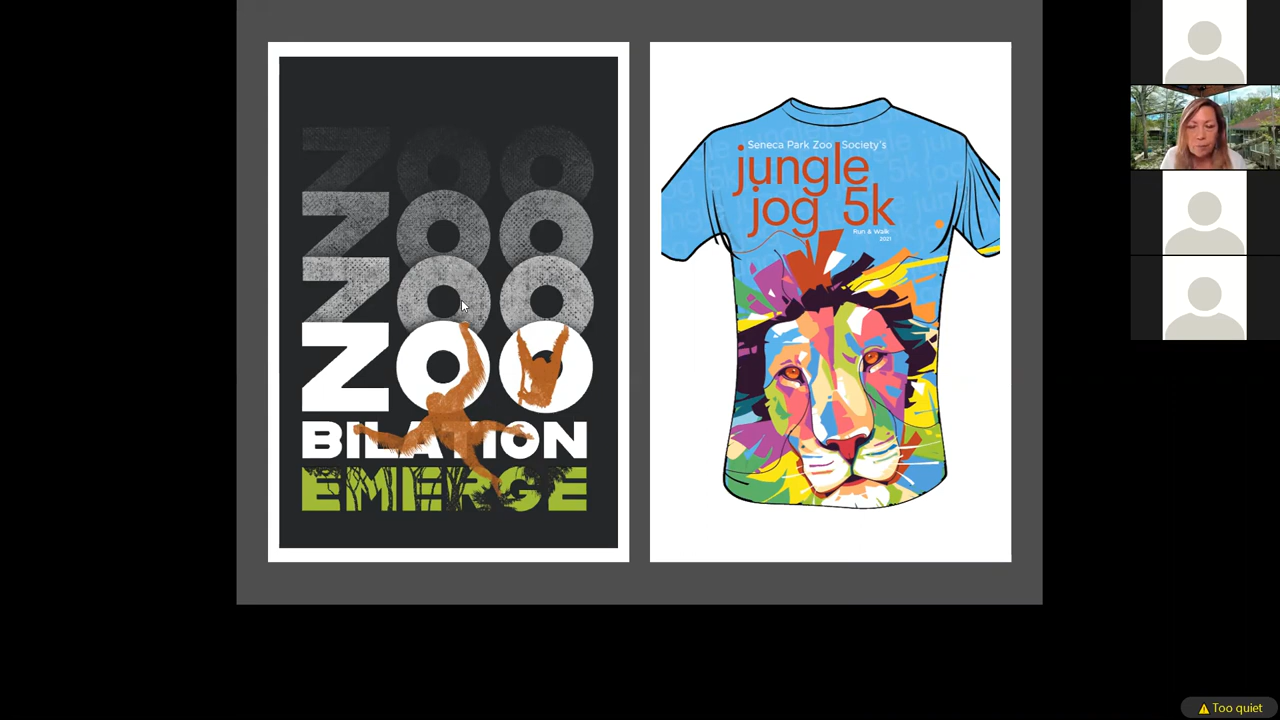 ZOO
ZOO
ZOO
ZOO
BILATION
EMERGE
Seneca Park Zoo Society's
jungle
jog 5k
Run & Walk
2021
Too quiet